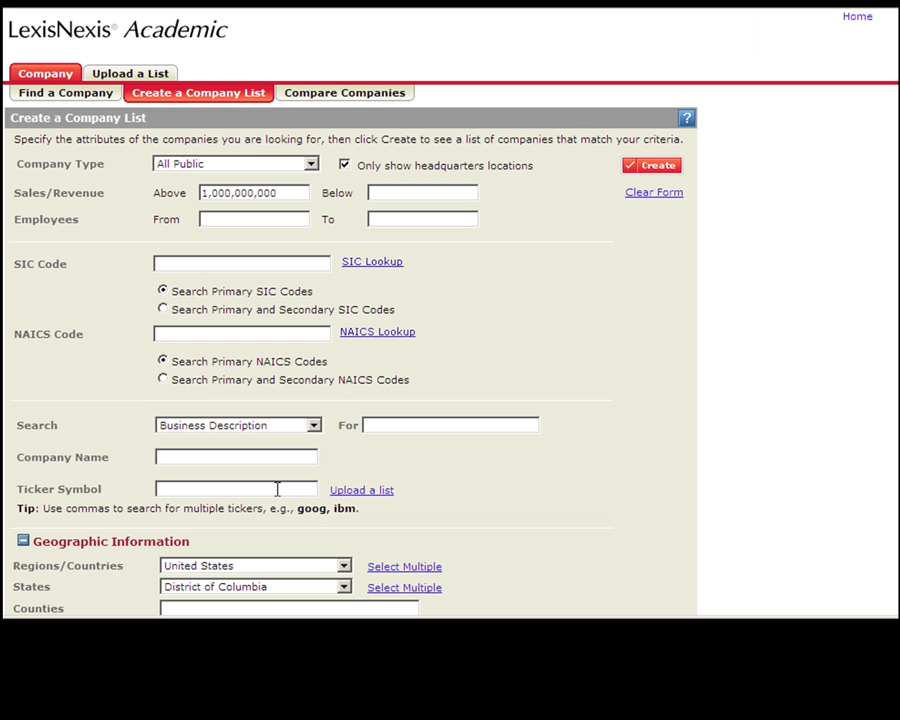 LexisNexis® Academic
Home
Company
Upload a List
Find a Company
Create a Company List
Compare Companies
Create a Company List
?
Specify the attributes of the companies you are looking for, then click Create to see a list of companies that match your criteria.
Company Type All Public Only show headquarters locations Create
Sales/Revenue Above 1,000,000,000 Below Clear Form
Employees From To
SIC Code SIC Lookup
Search Primary SIC Codes
Search Primary and Secondary SIC Codes
NAICS Code NAICS Lookup
Search Primary NAICS Codes
Search Primary and Secondary NAICS Codes
Search Business Description For
Company Name
Ticker Symbol Upload a list
Tip: Use commas to search for multiple tickers, e.g., goog, ibm.
Geographic Information
Regions/Countries United States Select Multiple
States District of Columbia Select Multiple
Counties